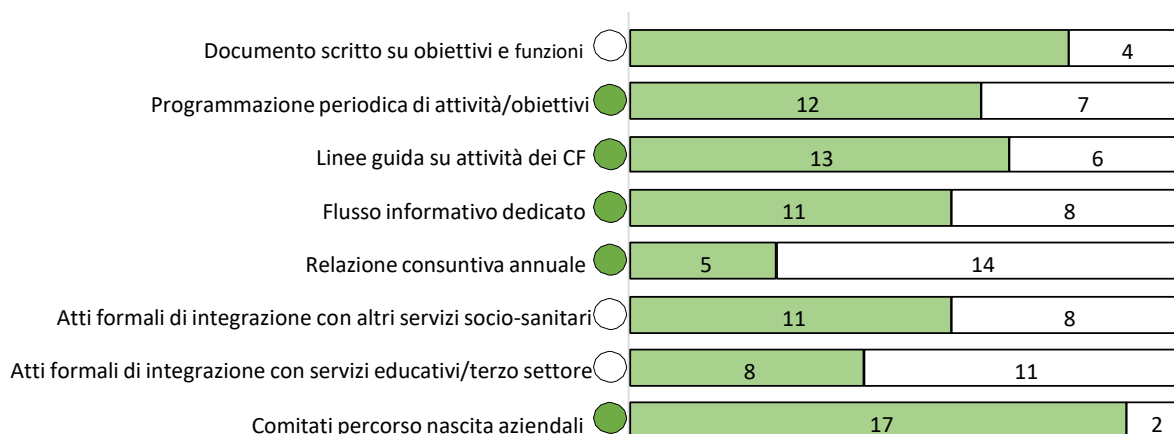 Documento scritto su obiettivi e funzioni 4
Programmazione periodica di attività/obiettivi 12 7
Linee guida su attività dei CF 13 6
Flusso informativo dedicato 11 8
Relazione consuntiva annuale 5 14
Atti formali di integrazione con altri servizi socio-sanitari 11 8
Atti formali di integrazione con servizi educativi/terzo settore 8 11
Comitati percorso nascita aziendali 17 2